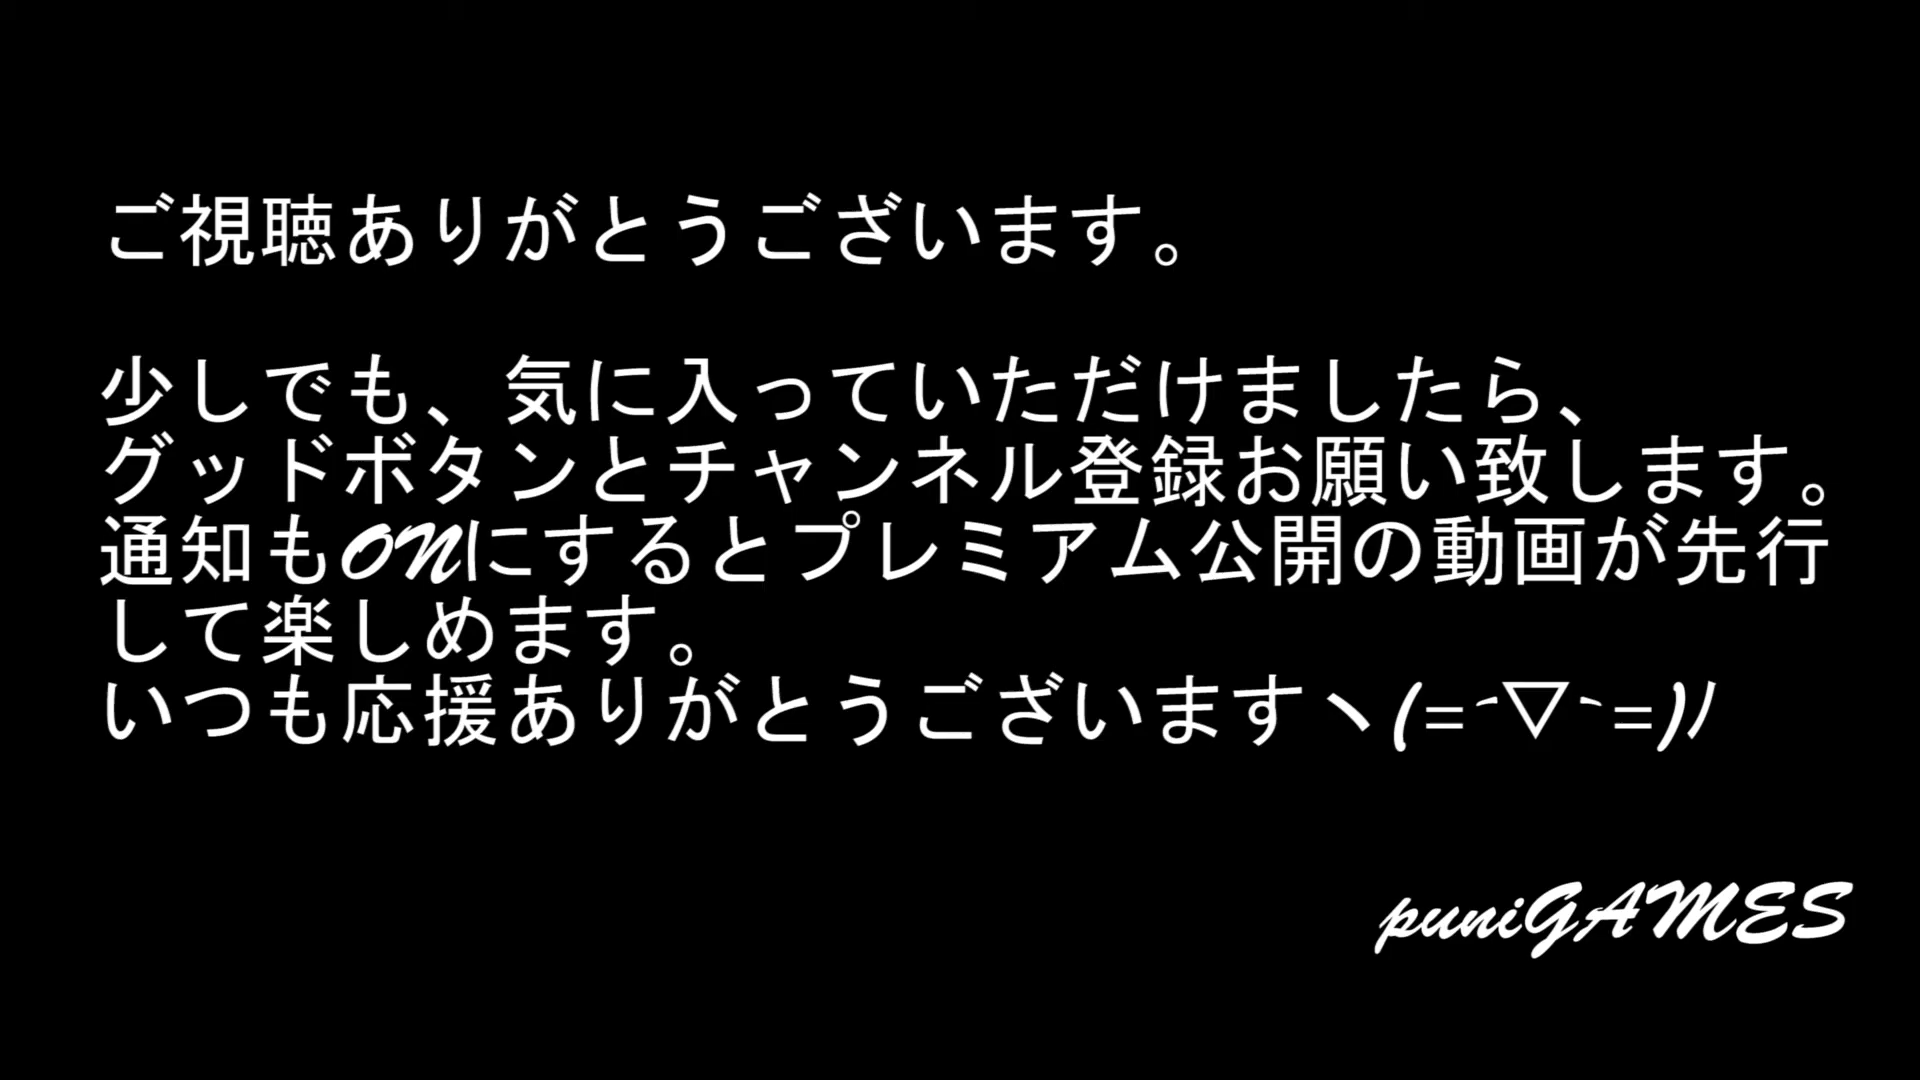 ご視聴ありがとうございます。
少しでも、気に入っていただけましたら、
グッドボタンとチャンネル登録お願い致します。
通知もONにするとプレミアム公開の動画が先行
して楽しめます。
いつも応援ありがとうございますヽ(=´▽`=)ﾉ
puniGAMES